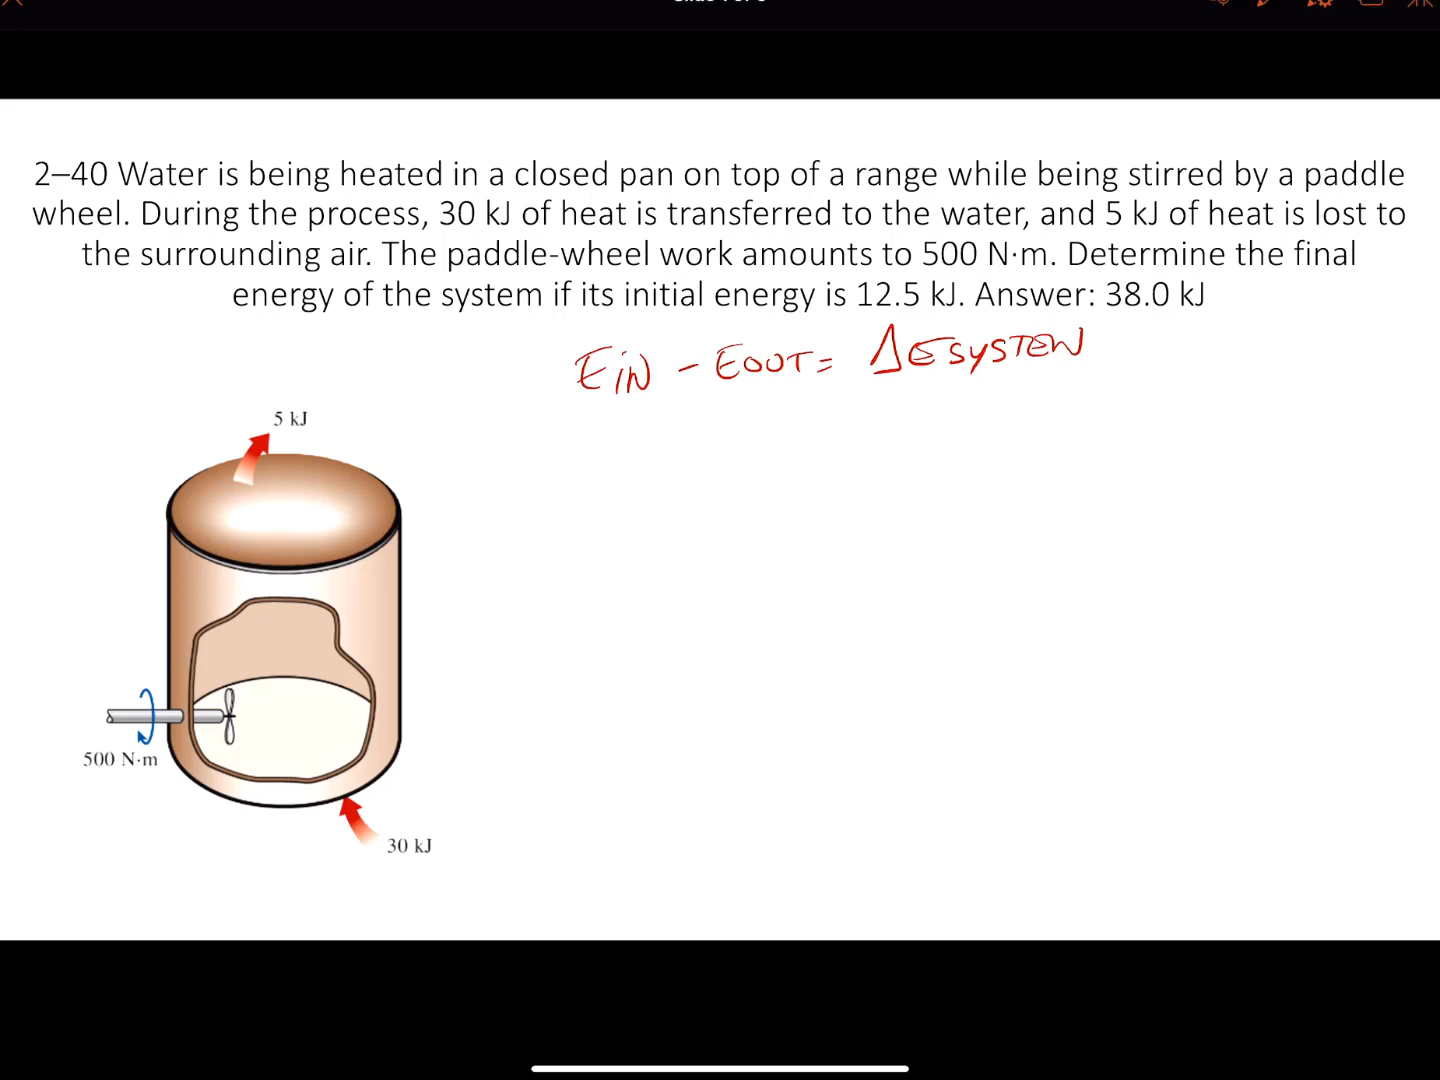 2–40 Water is being heated in a closed pan on top of a range while being stirred by a paddle
wheel. During the process, 30 kJ of heat is transferred to the water, and 5 kJ of heat is lost to
the surrounding air. The paddle-wheel work amounts to 500 N·m. Determine the final
energy of the system if its initial energy is 12.5 kJ. Answer: 38.0 kJ
EIN - EOUT = ΔESYSTEM
5 kJ
500 N·m
30 kJ